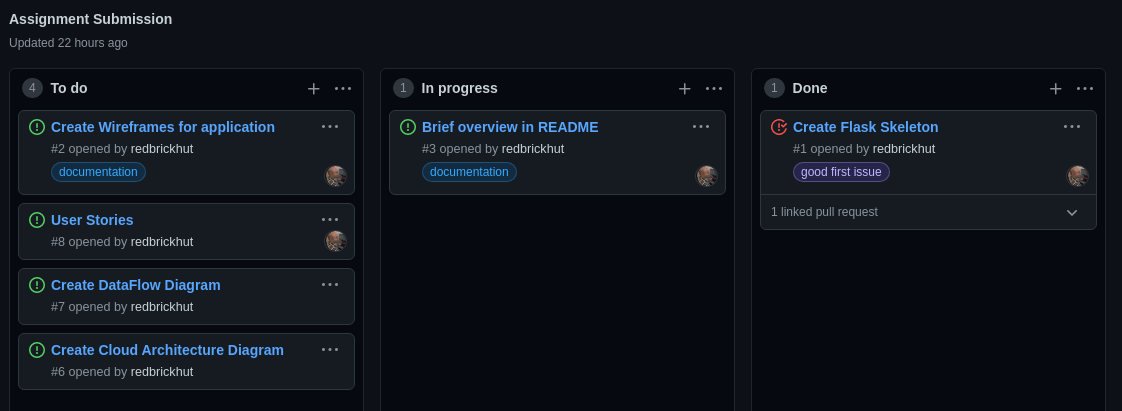 Assignment Submission
Updated 22 hours ago
4 To do
Create Wireframes for application
#2 opened by redbrickhut
documentation
User Stories
#8 opened by redbrickhut
Create DataFlow Diagram
#7 opened by redbrickhut
Create Cloud Architecture Diagram
#6 opened by redbrickhut
1 In progress
Brief overview in README
#3 opened by redbrickhut
documentation
1 Done
Create Flask Skeleton
#1 opened by redbrickhut
good first issue
1 linked pull request